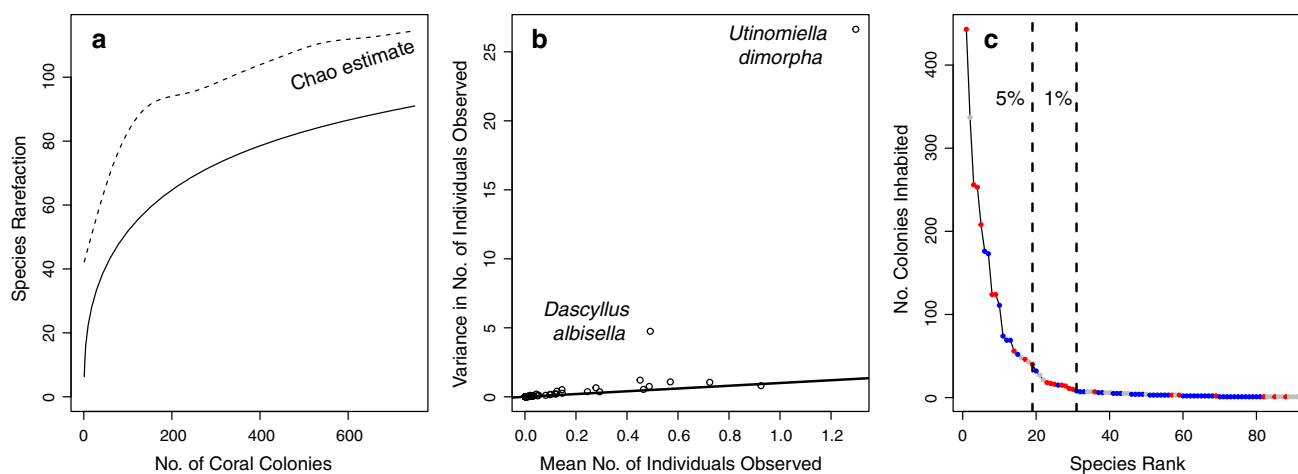 a
Chao estimate
Species Rarefaction
0
20
40
60
80
100
0
200
400
600
No. of Coral Colonies
b
Utinomiella
dimorpha
Dascyllus
albisella
Variance in No. of Individuals Observed
0
5
10
15
20
25
0.0
0.2
0.4
0.6
0.8
1.0
1.2
Mean No. of Individuals Observed
c
5%
1%
No. Colonies Inhabited
0
100
200
300
400
0
20
40
60
80
Species Rank